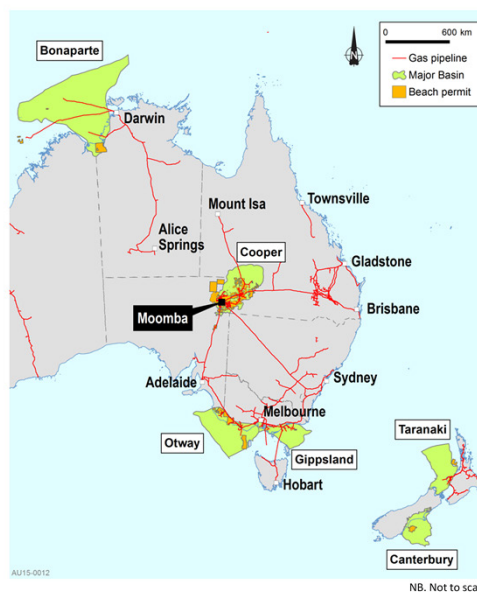 0 600 km
Gas pipeline
Major Basin
Beach permit
Bonaparte
Darwin
Mount Isa
Townsville
Alice
Springs
Cooper
Gladstone
Moomba
Brisbane
Adelaide
Sydney
Melbourne
Taranaki
Otway
Gippsland
Hobart
Canterbury
AU15-0012
NB. Not to sca